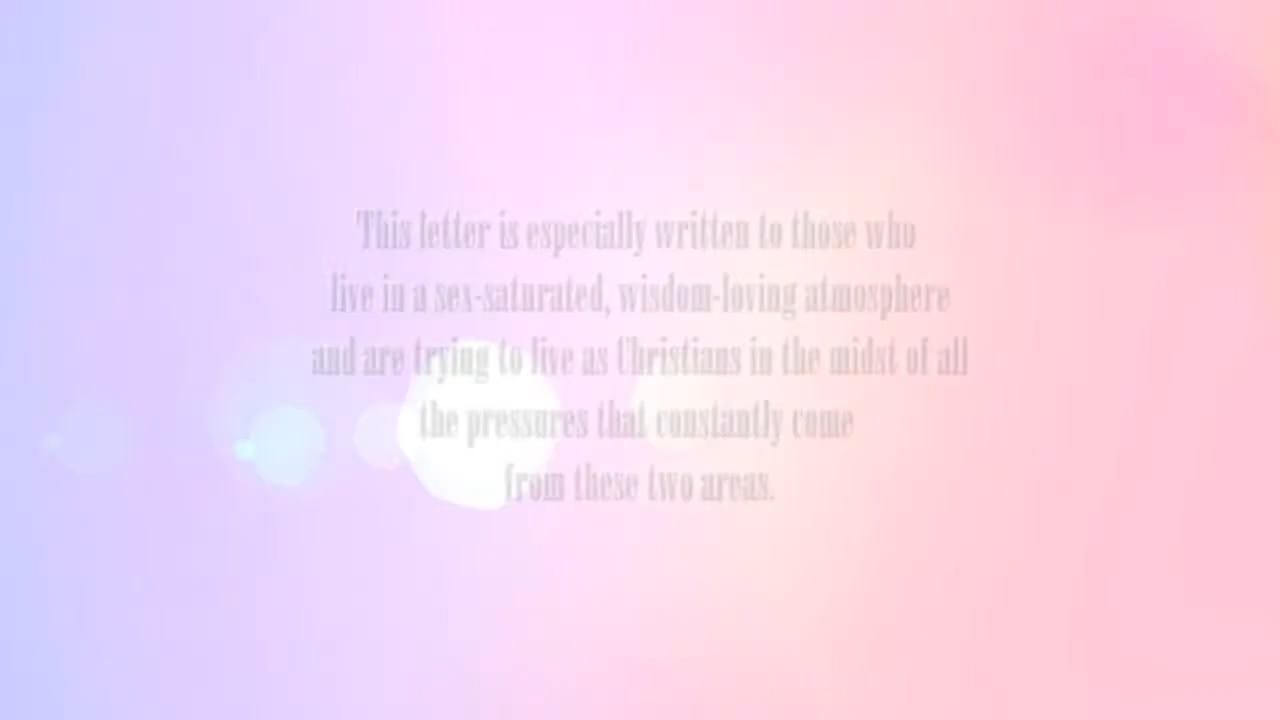 This letter is especially written to those who
live in a sex-saturated, wisdom-loving atmosphere
and are trying to live as Christians in the midst of all
the pressures that constantly come
from these two areas.